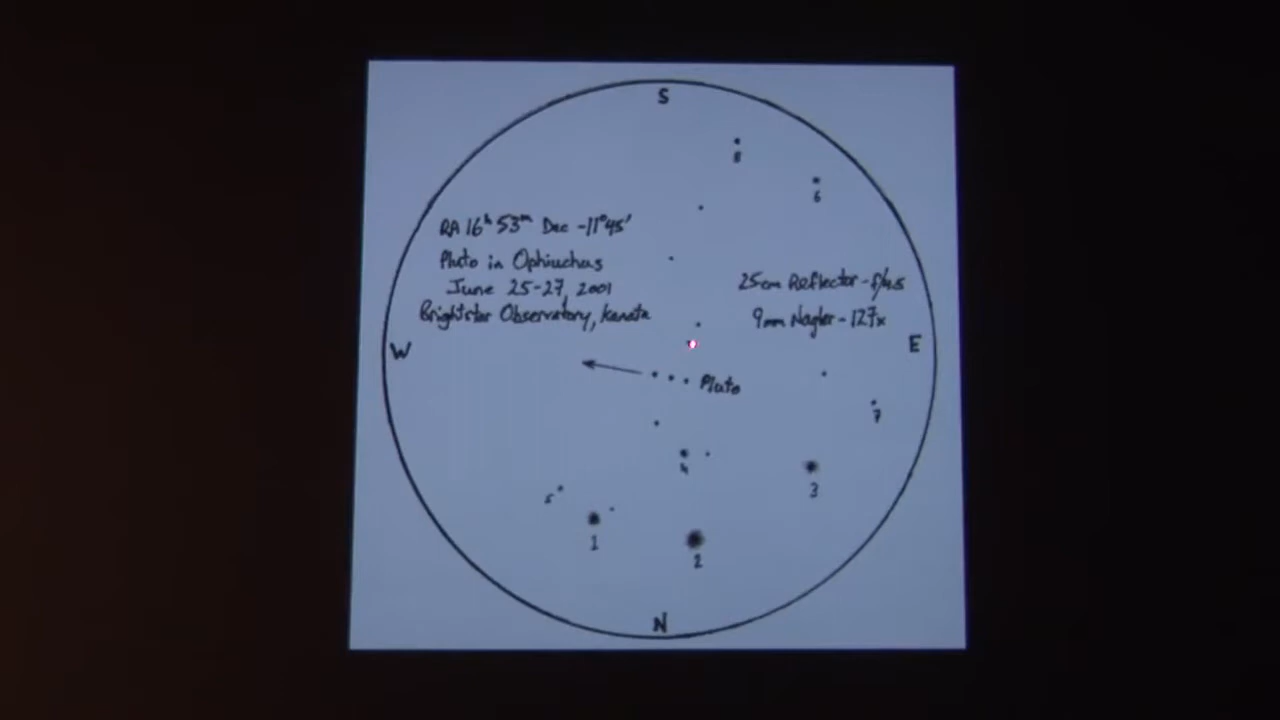 S
8
6
RA 16h 53m Dec -11°45'
Pluto in Ophiuchus
June 25-27, 2001
Brightstar Observatory, Kanata
25cm Reflector - f/4.5
9mm Nagler - 127x
W
E
Pluto
7
4
3
5
1
2
N